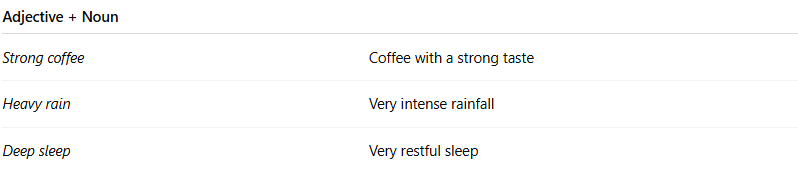 Adjective + Noun
Strong coffee Coffee with a strong taste
Heavy rain Very intense rainfall
Deep sleep Very restful sleep